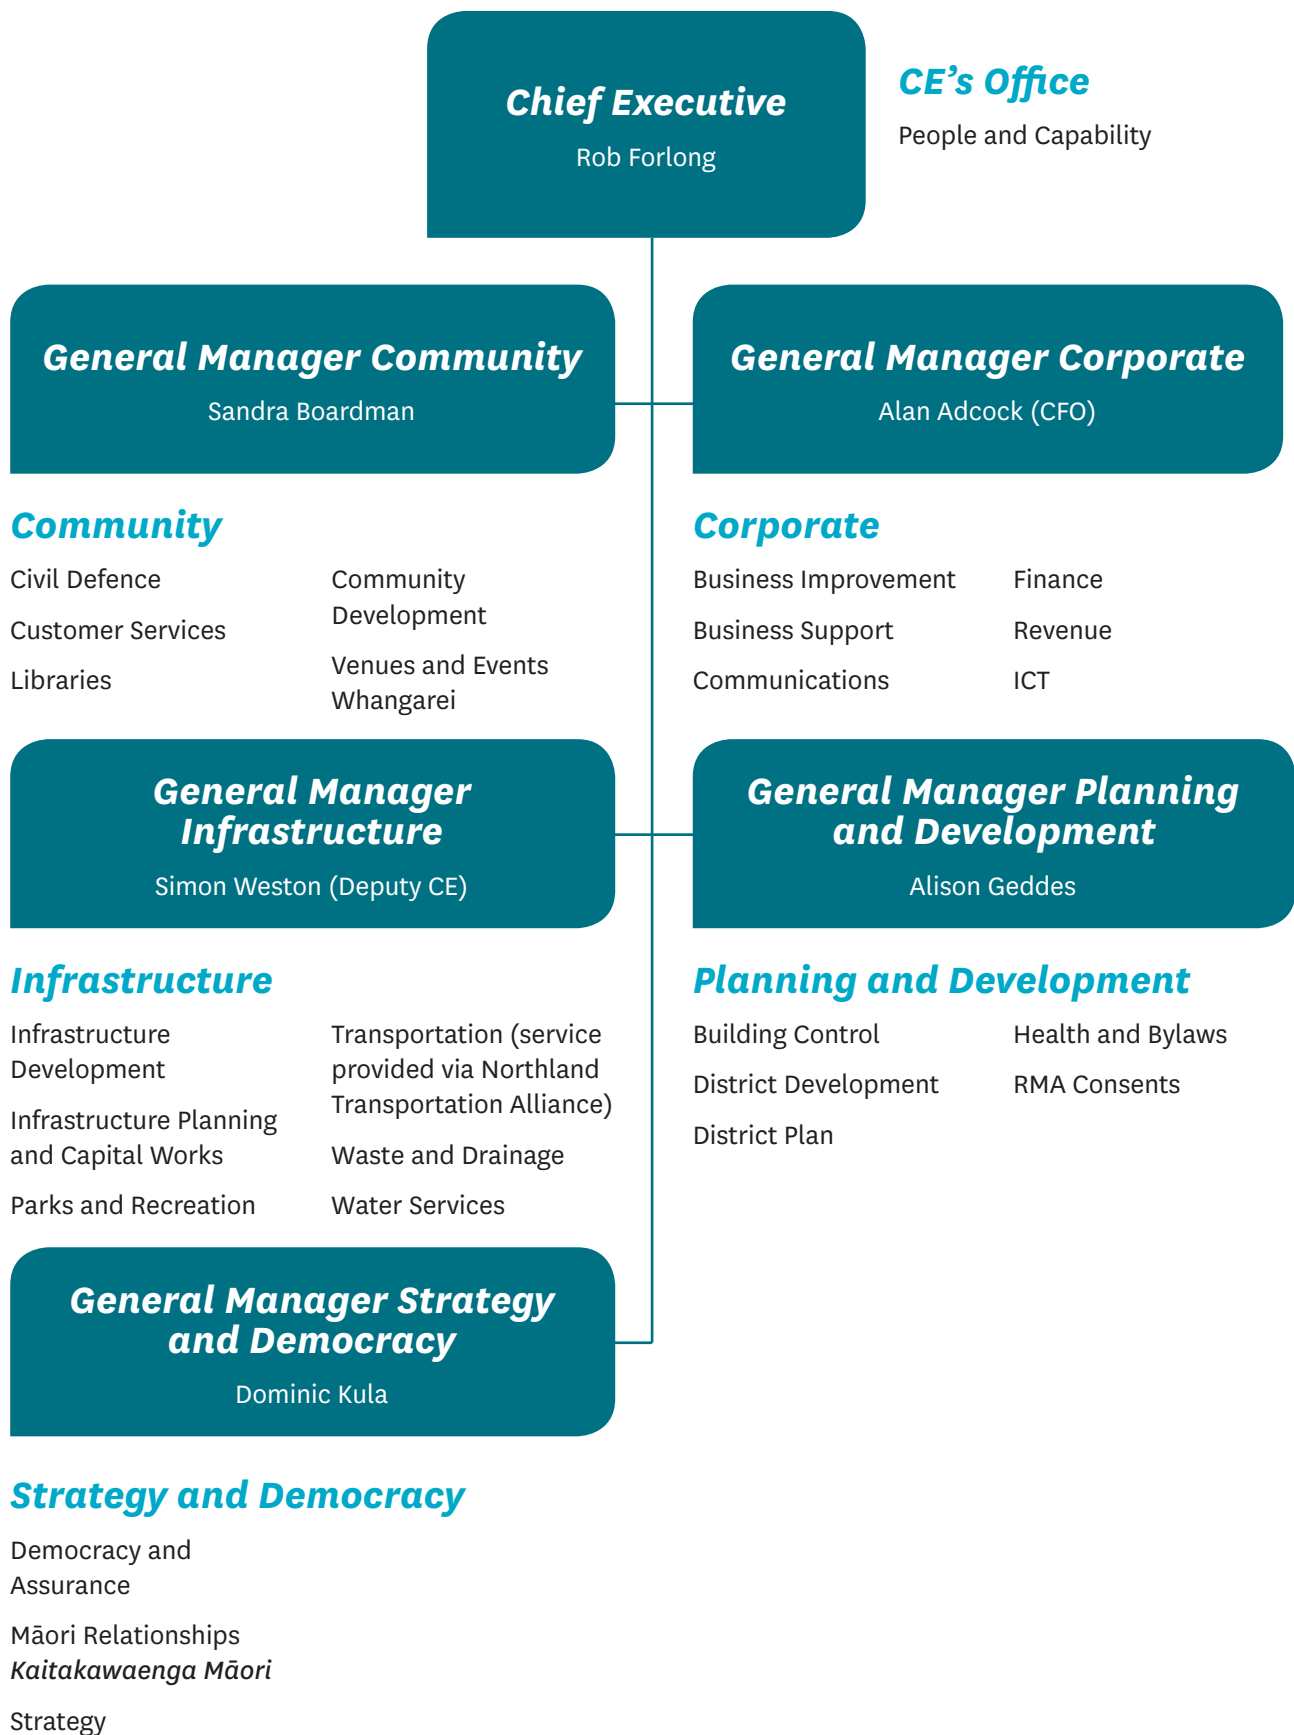 Chief Executive
Rob Forlong
CE's Office
People and Capability
General Manager Community
Sandra Boardman
General Manager Corporate
Alan Adcock (CFO)
Community
Civil Defence
Customer Services
Libraries
Community
Development
Venues and Events
Whangarei
Corporate
Business Improvement
Business Support
Communications
Finance
Revenue
ICT
General Manager
Infrastructure
Simon Weston (Deputy CE)
General Manager Planning
and Development
Alison Geddes
Infrastructure
Infrastructure
Development
Infrastructure Planning
and Capital Works
Parks and Recreation
Transportation (service
provided via Northland
Transportation Alliance)
Waste and Drainage
Water Services
Planning and Development
Building Control
District Development
District Plan
Health and Bylaws
RMA Consents
General Manager Strategy
and Democracy
Dominic Kula
Strategy and Democracy
Democracy and
Assurance
Māori Relationships
Kaitakawaenga Māori
Strategy